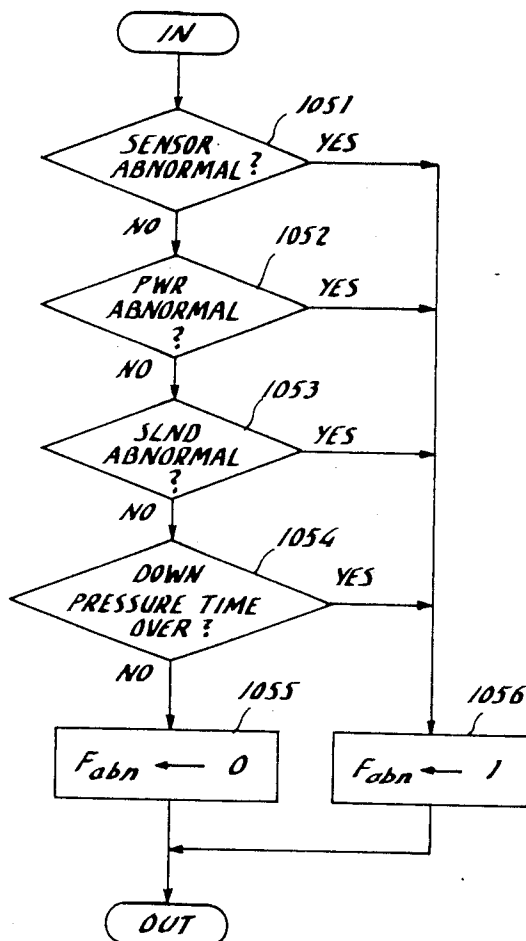 IN
1051
SENSOR
ABNORMAL ?
YES
NO
1052
PWR
ABNORMAL
?
YES
NO
1053
SLND
ABNORMAL
?
YES
NO
1054
DOWN
PRESSURE TIME
OVER ?
YES
NO
1055
Fabn ← 0
1056
Fabn ← 1
OUT